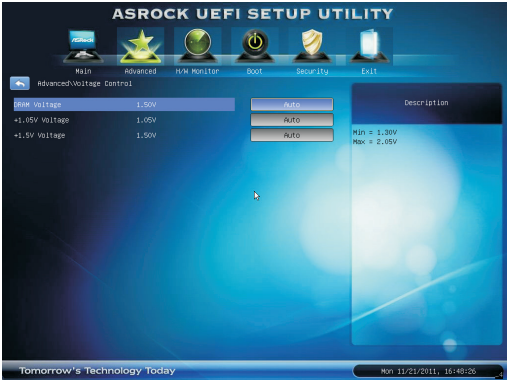 ASROCK UEFI SETUP UTILITY
ASRock
Main Advanced H/W Monitor Boot Security Exit
Advanced\Voltage Control
DRAM Voltage 1.50V Auto
+1.05V Voltage 1.05V Auto
+1.5V Voltage 1.50V Auto
Description
Min = 1.30V
Max = 2.05V
Tomorrow's Technology Today
Mon 11/21/2011, 16:48:26